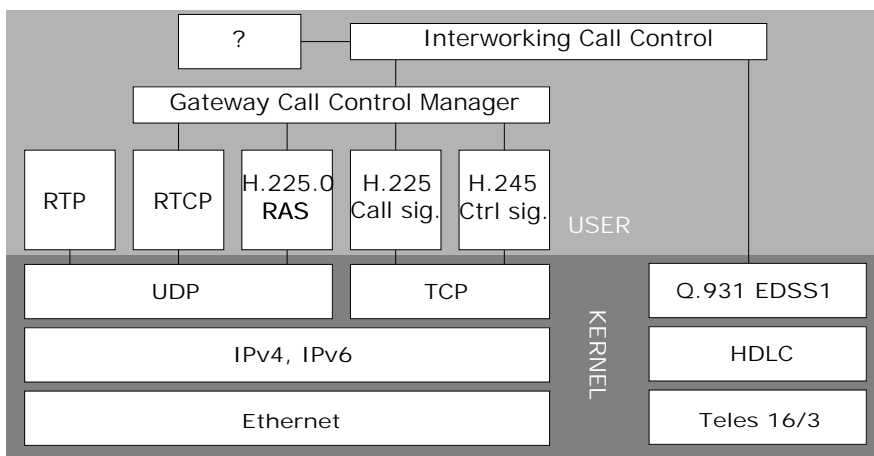 ?
Interworking Call Control
Gateway Call Control Manager
RTP
RTCP
H.225.0
RAS
H.225
Call sig.
H.245
Ctrl sig.
USER
UDP
TCP
Q.931 EDSS1
KERNEL
IPv4, IPv6
HDLC
Ethernet
Teles 16/3